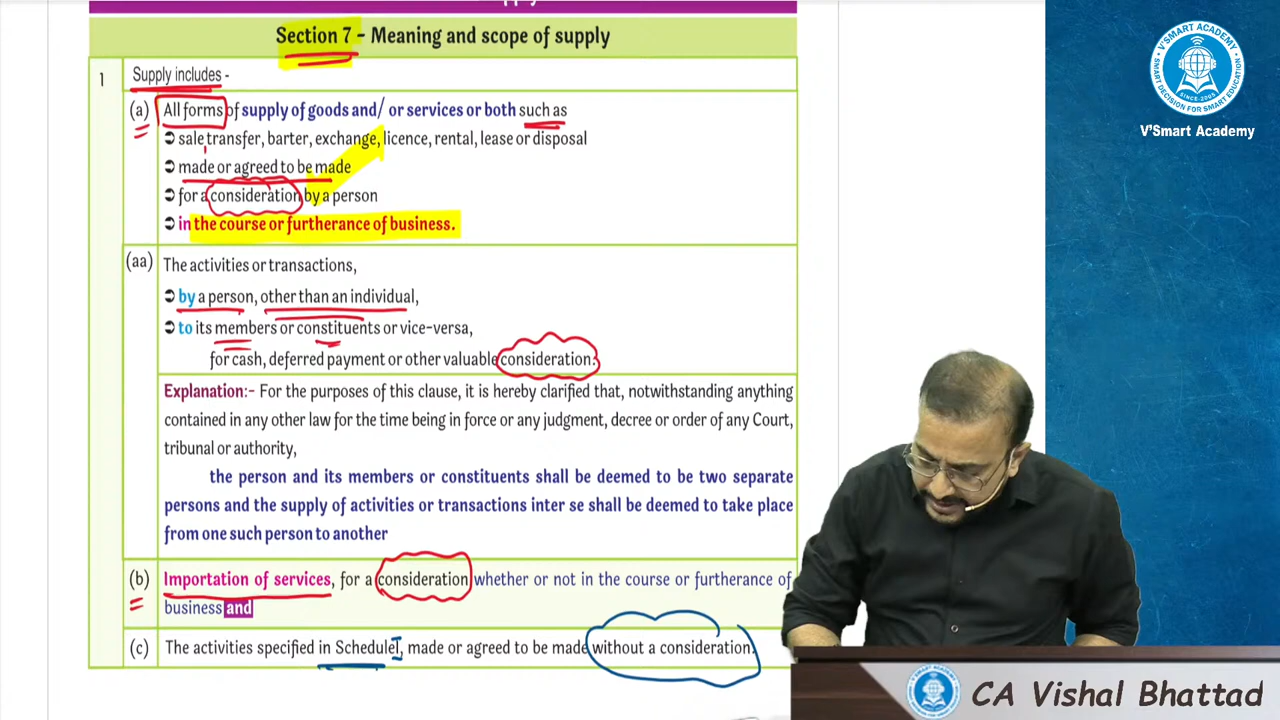 Section 7 - Meaning and scope of supply
1
Supply includes -
(a) All forms of supply of goods and/ or services or both such as
➲ sale transfer, barter, exchange, licence, rental, lease or disposal
➲ made or agreed to be made
➲ for a consideration by a person
➲ in the course or furtherance of business.
(aa) The activities or transactions,
➲ by a person, other than an individual,
➲ to its members or constituents or vice-versa,
for cash, deferred payment or other valuable consideration.
Explanation:- For the purposes of this clause, it is hereby clarified that, notwithstanding anything
contained in any other law for the time being in force or any judgment, decree or order of any Court,
tribunal or authority,
the person and its members or constituents shall be deemed to be two separate
persons and the supply of activities or transactions inter se shall be deemed to take place
from one such person to another
(b) Importation of services, for a consideration whether or not in the course or furtherance of
business and
(c) The activities specified in Schedule I, made or agreed to be made without a consideration.
V'SMART ACADEMY
SINCE-2005
SMART DECISION FOR SMART EDUCATION
V'Smart Academy
CA Vishal Bhattad